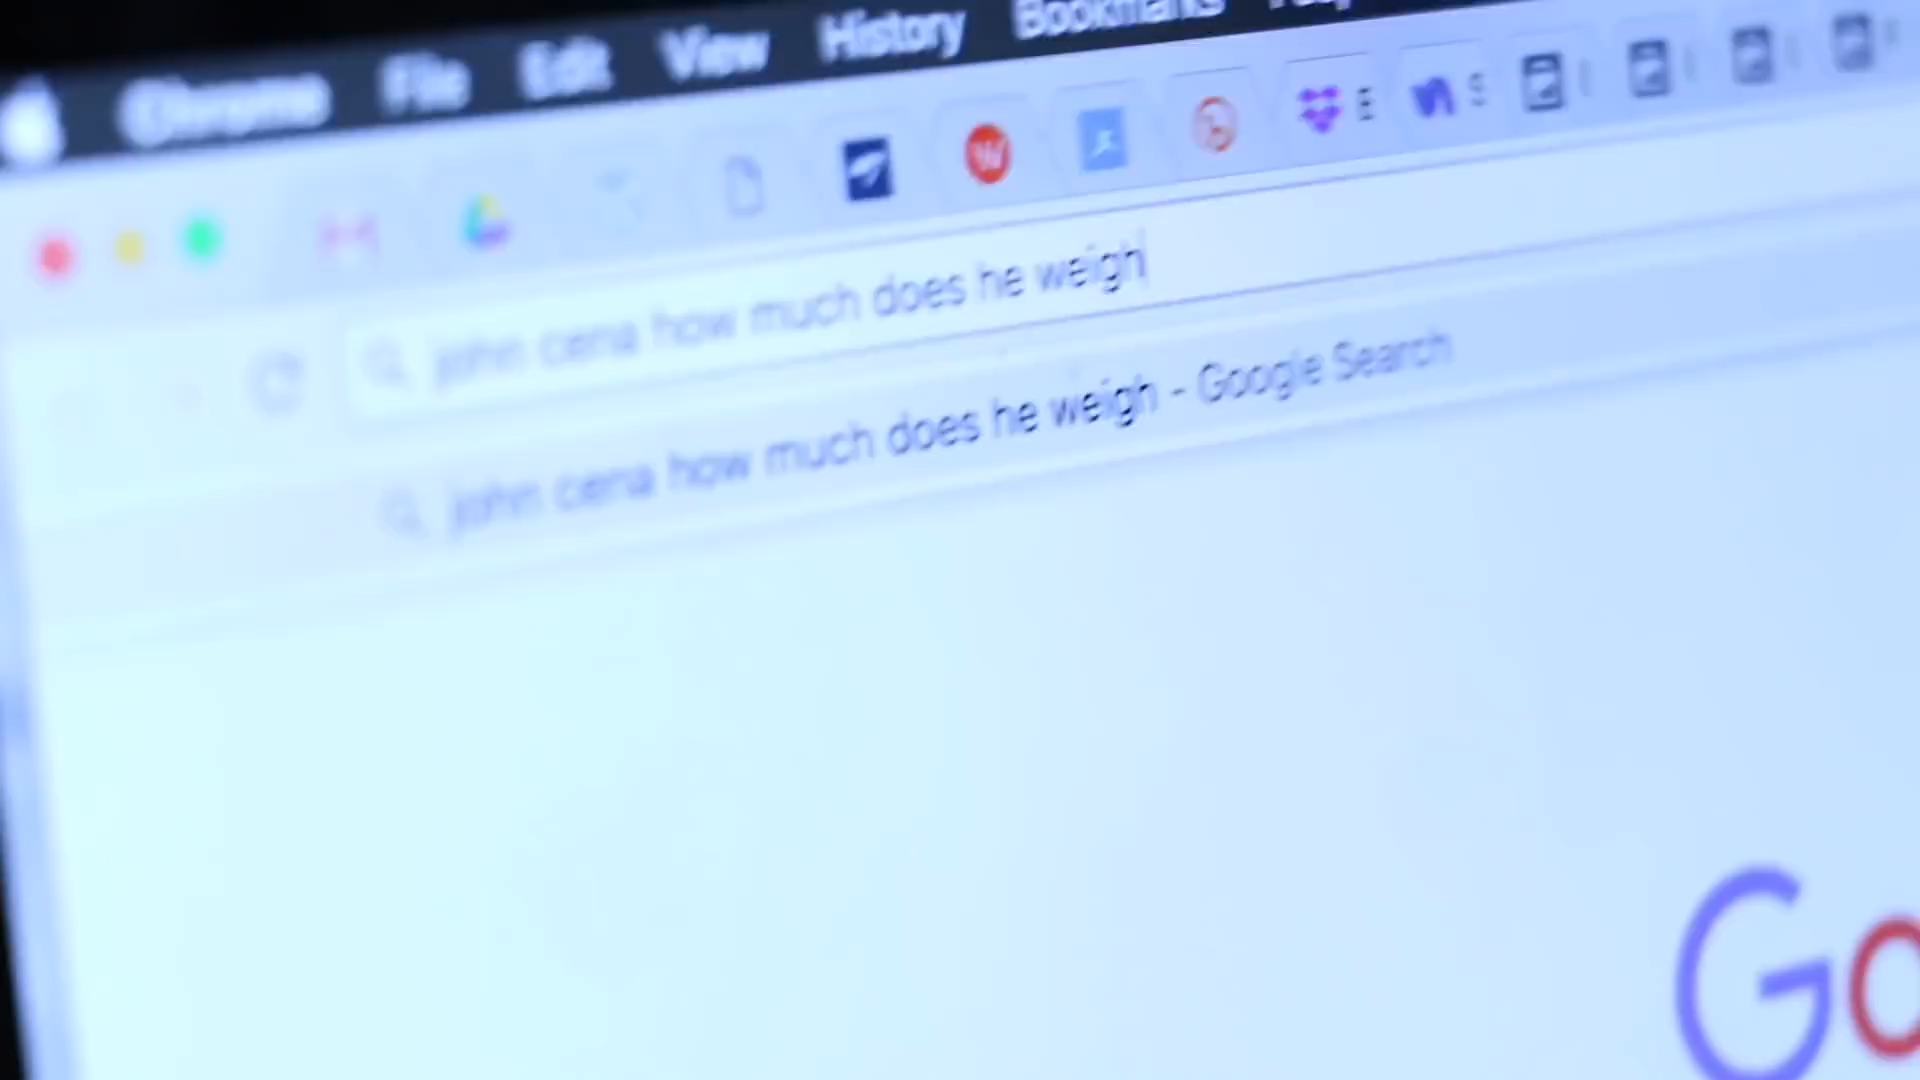 Chrome File Edit View History Bookmarks
john cena how much does he weigh
john cena how much does he weigh - Google Search
Go